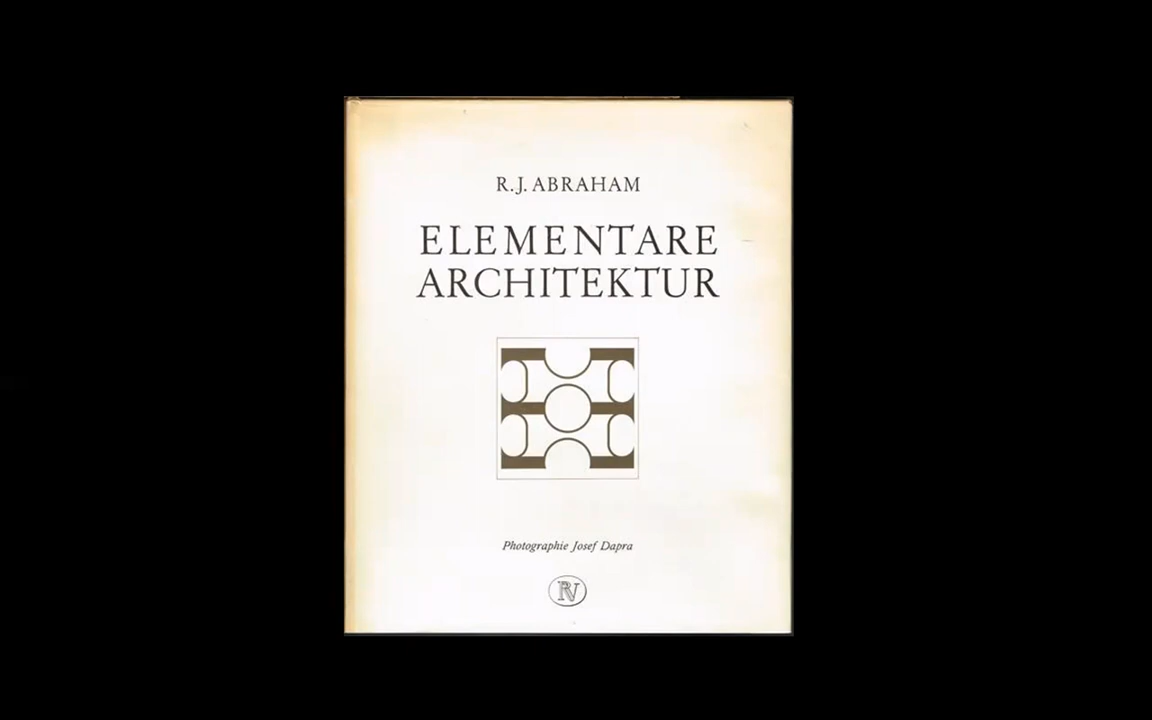 R.J. ABRAHAM
ELEMENTARE
ARCHITEKTUR
Photographie Josef Dapra
RV